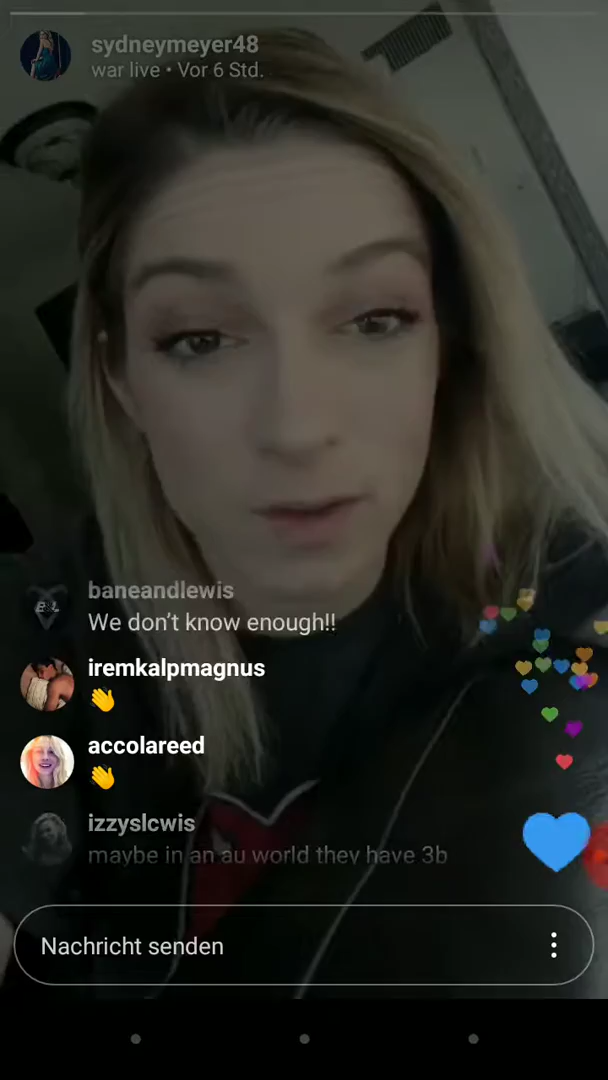 sydneymeyer48
war live • Vor 6 Std.
baneandlewis
We don’t know enough!!
iremkalpmagnus
👋
accolareed
👋
izzyslcwis
maybe in an au world they have 3b
Nachricht senden